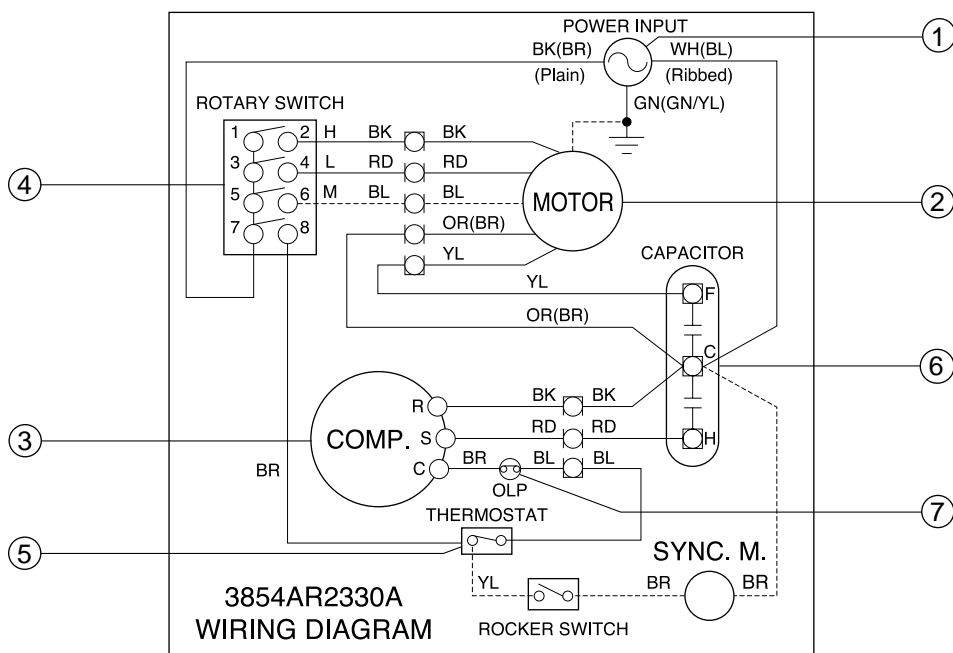 POWER INPUT
1
BK(BR)
WH(BL)
(Plain)
(Ribbed)
GN(GN/YL)
ROTARY SWITCH
1 2 H BK BK
3 4 L RD RD
4
5 6 M BL BL
MOTOR
2
7 8
OR(BR)
YL
CAPACITOR
YL
F
OR(BR)
C
6
R BK BK
3
COMP.
S RD RD H
BR
C BR BL BL
OLP
7
THERMOSTAT
5
SYNC. M.
YL
BR BR
3854AR2330A
WIRING DIAGRAM
ROCKER SWITCH